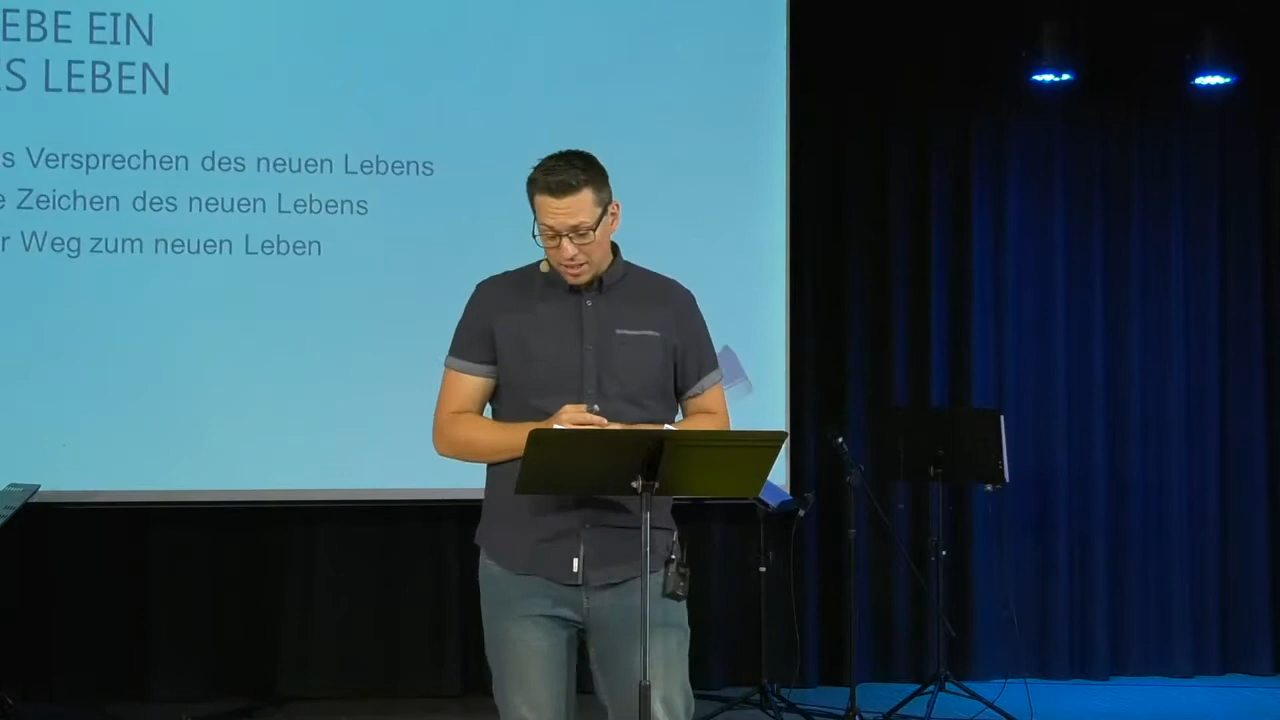 EBE EIN
S LEBEN
s Versprechen des neuen Lebens
e Zeichen des neuen Lebens
r Weg zum neuen Leben